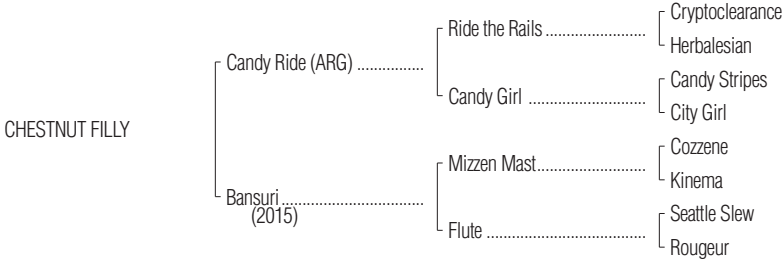 Cryptoclearance
Ride the Rails
Herbalesian
Candy Ride (ARG)
Candy Stripes
Candy Girl
City Girl
CHESTNUT FILLY
Cozzene
Mizzen Mast
Kinema
Bansuri
(2015)
Seattle Slew
Flute
Rougeur